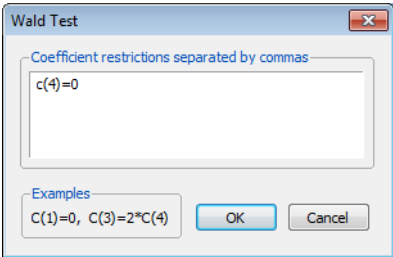 Wald Test
Coefficient restrictions separated by commas
c(4)=0
Examples
C(1)=0, C(3)=2*C(4)
OK
Cancel